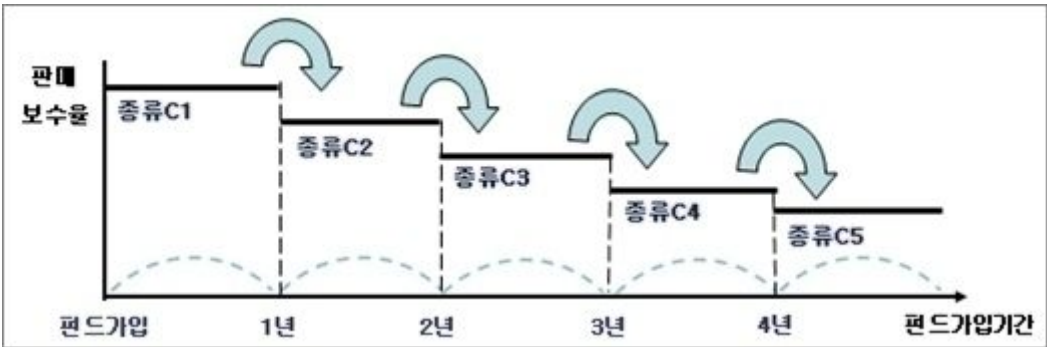 판매
보수율
종류C1
종류C2
종류C3
종류C4
종류C5
펀드가입
1년
2년
3년
4년
펀드가입기간